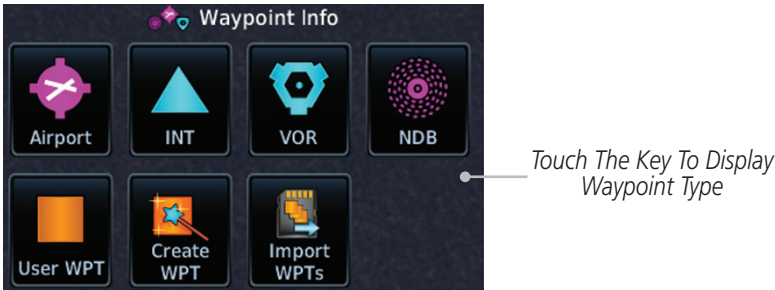 Waypoint Info
Airport
INT
VOR
NDB
User WPT
Create
WPT
Import
WPTs
Touch The Key To Display
Waypoint Type